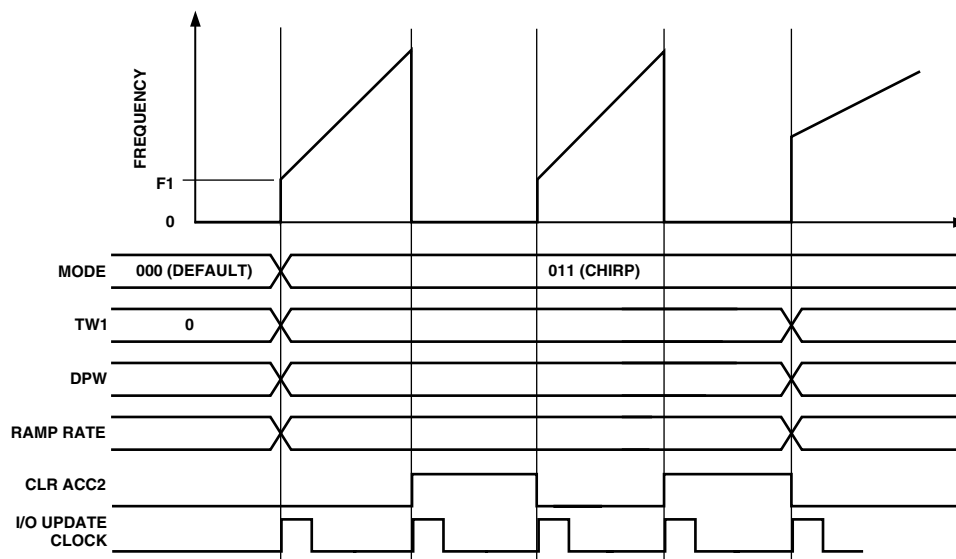 FREQUENCY
F1
0
MODE
000 (DEFAULT)
011 (CHIRP)
TW1
0
DPW
RAMP RATE
CLR ACC2
I/O UPDATE
CLOCK